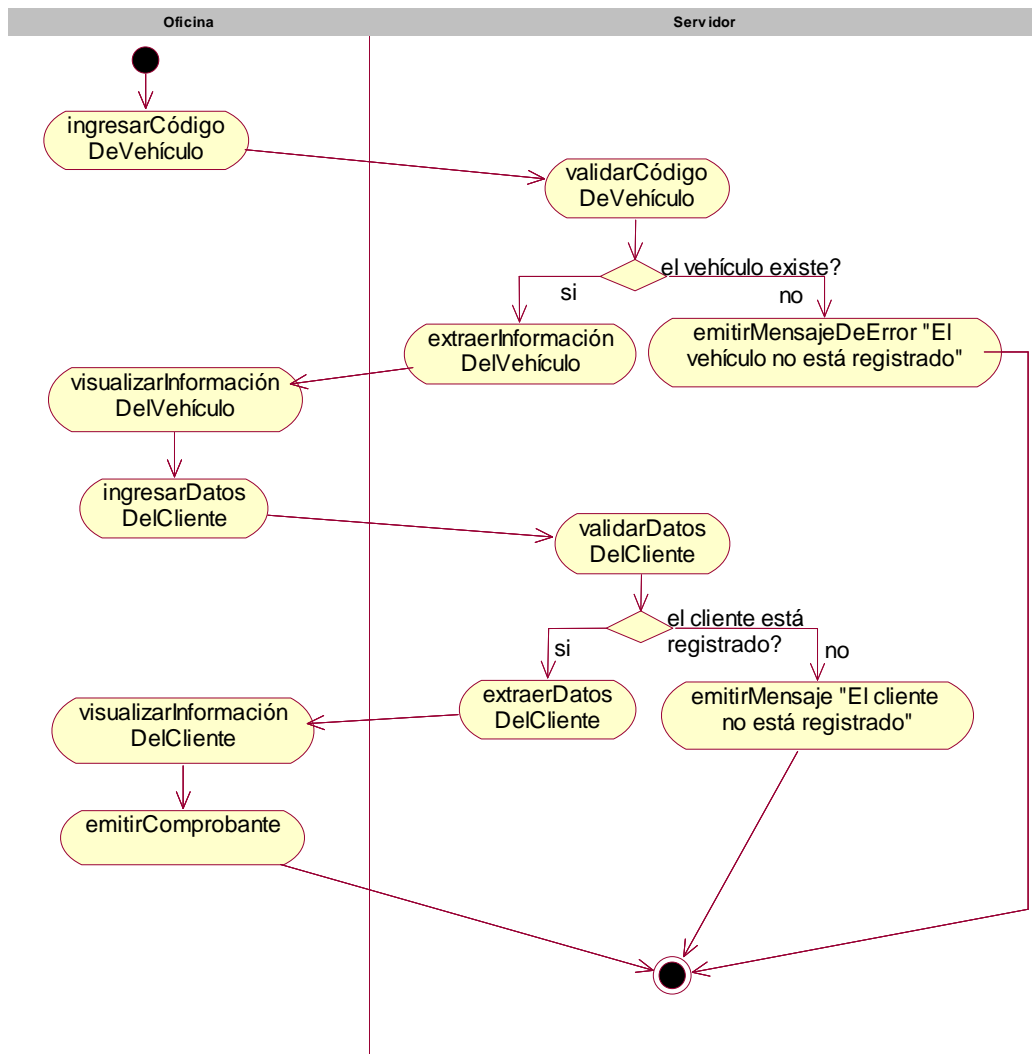 Oficina
Servidor
ingresarCódigo
DeVehículo
validarCódigo
DeVehículo
el vehículo existe?
si
no
extraerInformación
DelVehículo
emitirMensajeDeError "El
vehículo no está registrado"
visualizarInformación
DelVehículo
ingresarDatos
DelCliente
validarDatos
DelCliente
el cliente está
registrado?
si
no
extraerDatos
DelCliente
emitirMensaje "El cliente
no está registrado"
visualizarInformación
DelCliente
emitirComprobante